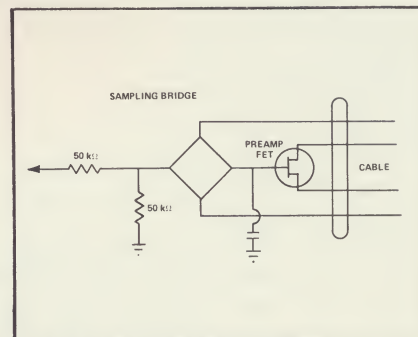 SAMPLING BRIDGE
50 kΩ
50 kΩ
PREAMP
FET
CABLE